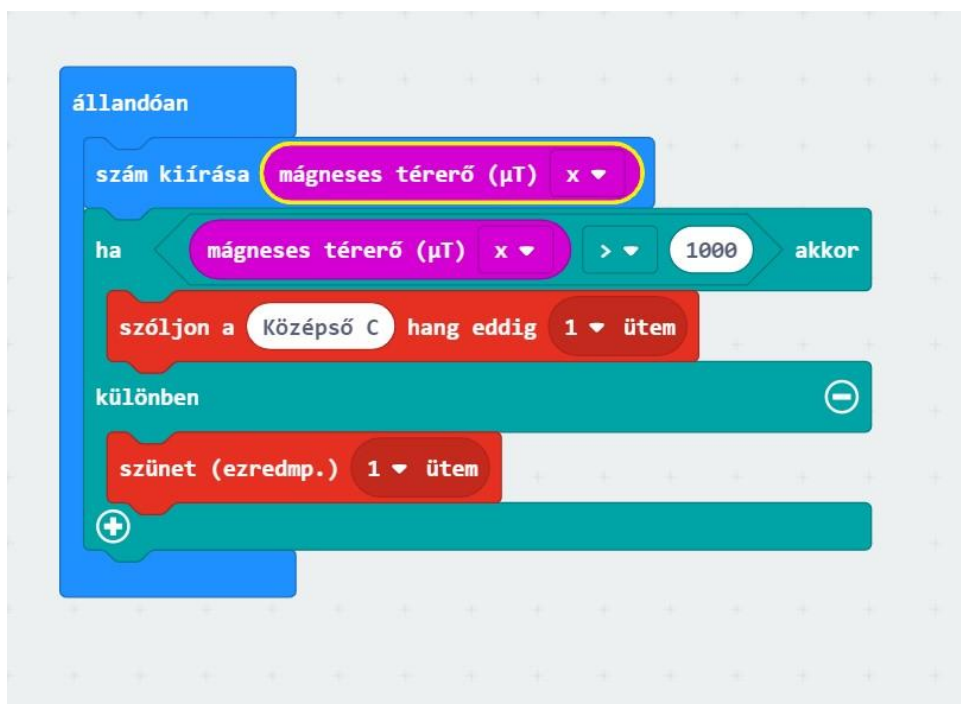 állandóan
szám kiírása mágneses térerő (µT) x
ha mágneses térerő (µT) x > 1000 akkor
szóljon a Középső C hang eddig 1 ütem
különben
szünet (ezredmp.) 1 ütem